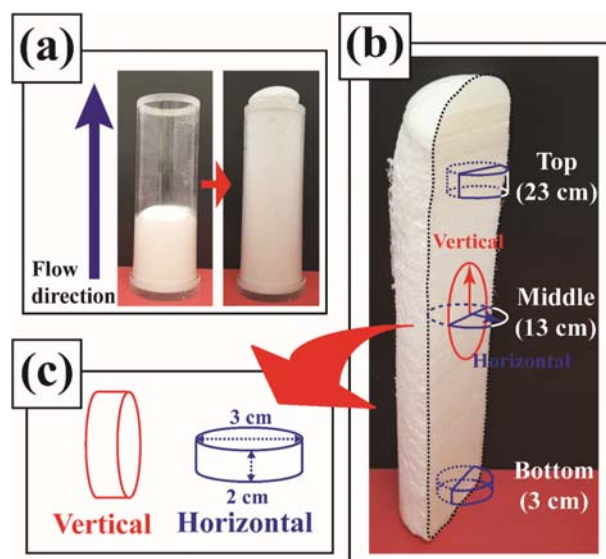 (a)
Flow
direction
(b)
Top
(23 cm)
Vertical
Middle
(13 cm)
Horizontal
Bottom
(3 cm)
(c)
3 cm
2 cm
Vertical
Horizontal